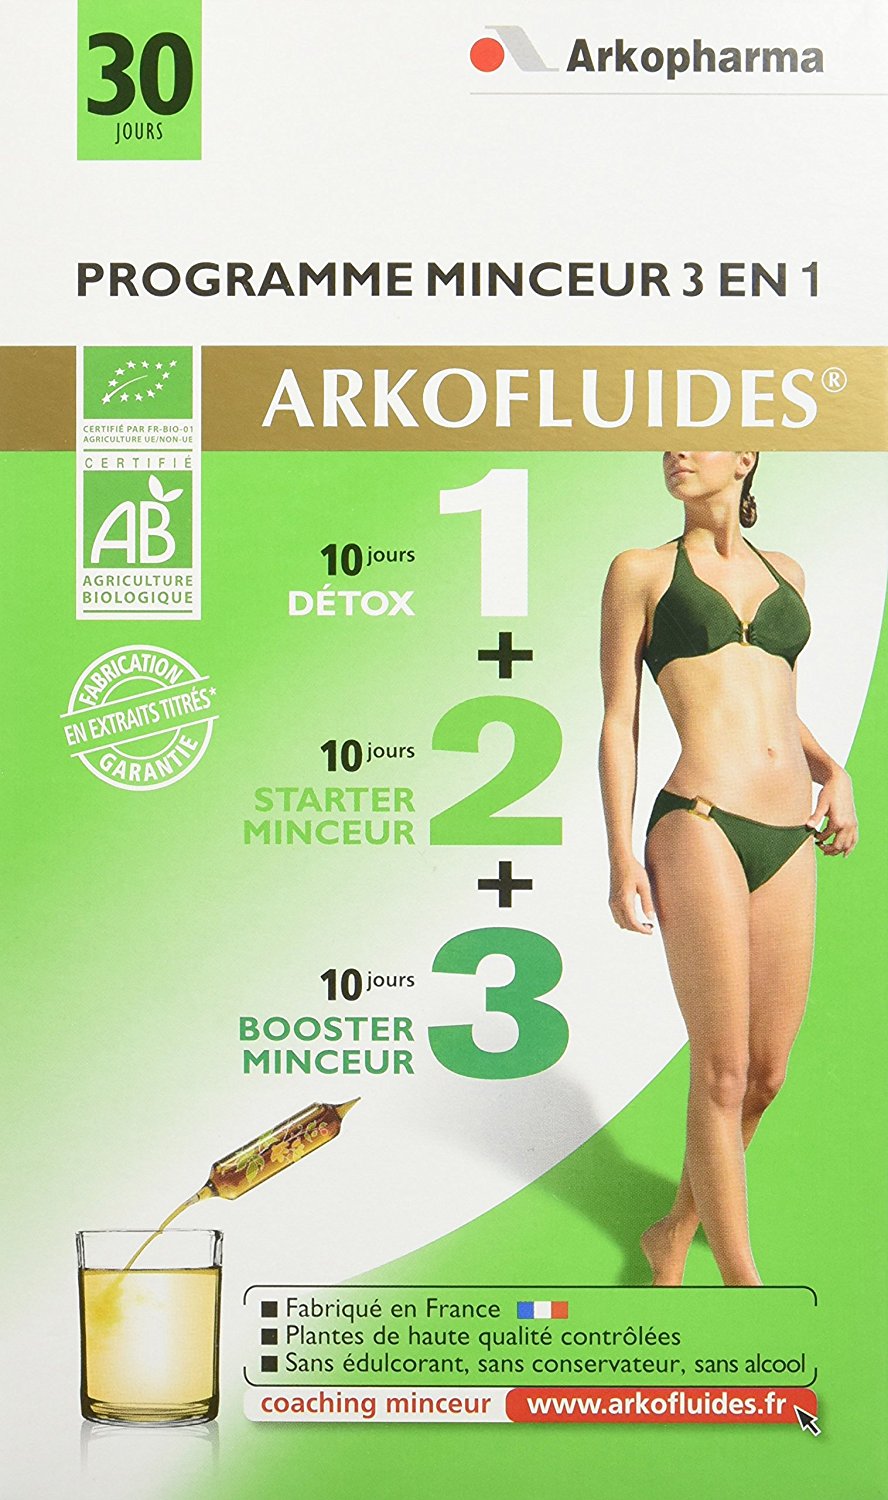 30
JOURS
Arkopharma
PROGRAMME MINCEUR 3 EN 1
ARKOFLUIDES®
CERTIFIÉ PAR FR-BIO-01
AGRICULTURE UE/NON-UE
CERTIFIÉ
AB
AGRICULTURE
BIOLOGIQUE
FABRICATION
EN EXTRAITS TITRÉS*
GARANTIE
10 jours
DÉTOX
1
+
10 jours
STARTER
MINCEUR
2
+
10 jours
BOOSTER
MINCEUR
3
■ Fabriqué en France
■ Plantes de haute qualité contrôlées
■ Sans édulcorant, sans conservateur, sans alcool
coaching minceur www.arkofluides.fr